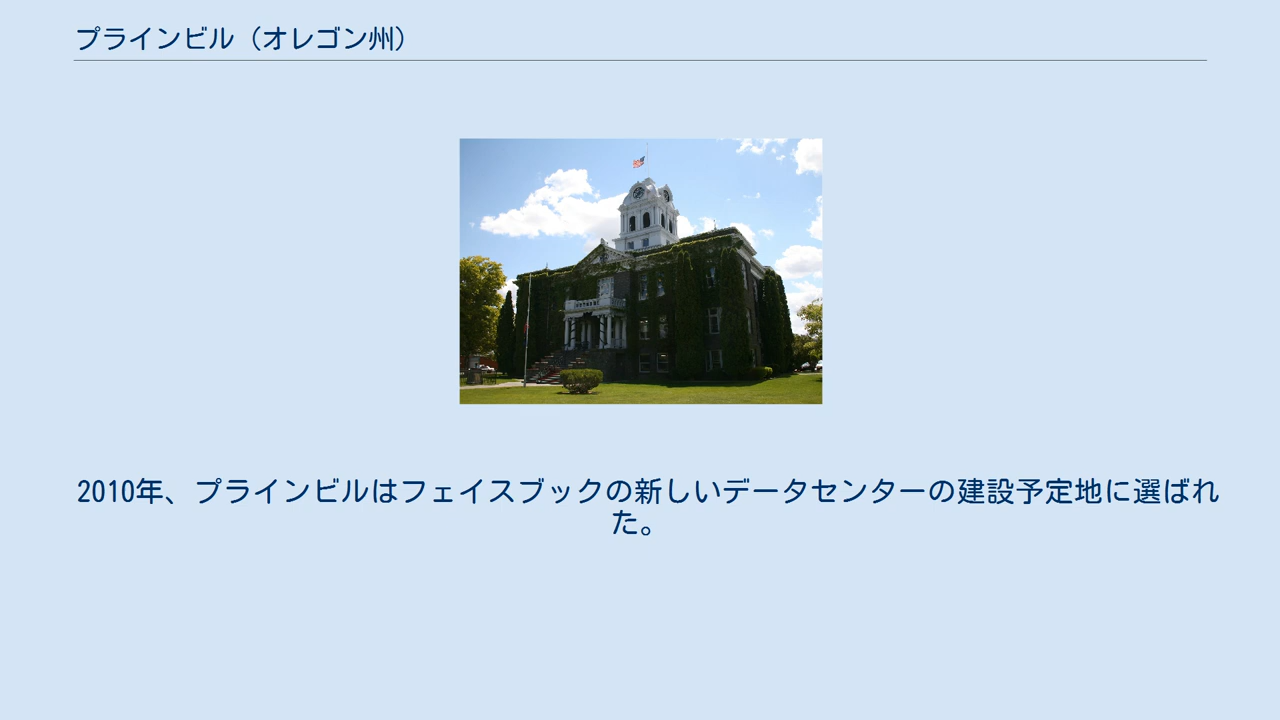 プラインビル（オレゴン州）
2010年、プラインビルはフェイスブックの新しいデータセンターの建設予定地に選ばれ
た。